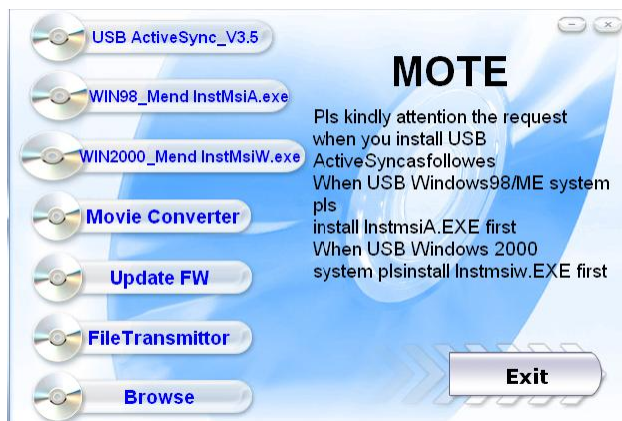 USB ActiveSync_V3.5
WIN98_Mend InstMsiA.exe
WIN2000_Mend InstMsiW.exe
Movie Converter
Update FW
FileTransmittor
Browse
MOTE
Pls kindly attention the request
when you install USB
ActiveSyncasfollowes
When USB Windows98/ME system
pls
install InstmsiA.EXE first
When USB Windows 2000
system plsinstall Instmsiw.EXE first
Exit